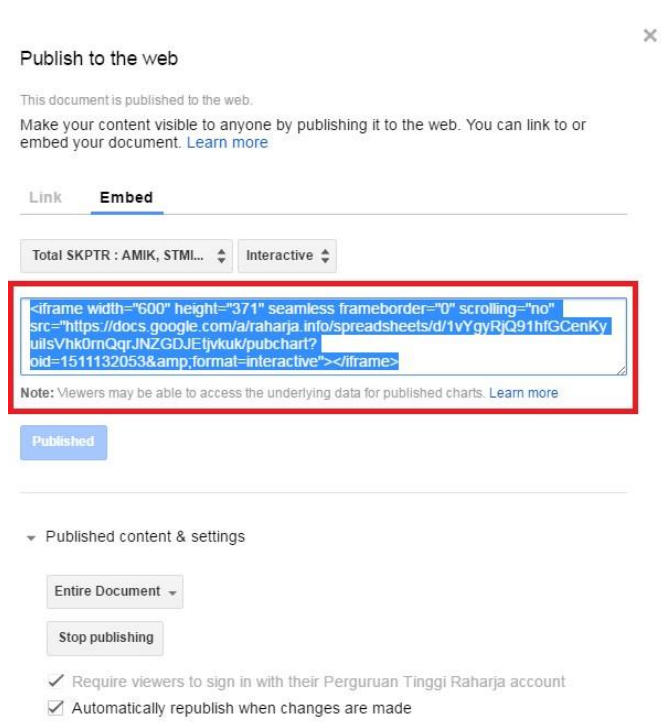 Publish to the web
This document is published to the web.
Make your content visible to anyone by publishing it to the web. You can link to or
embed your document. Learn more
Link Embed
Total SKPTR : AMIK, STMI... Interactive
<iframe width="600" height="371" seamless frameborder="0" scrolling="no"
src="https://docs.google.com/a/raharja.info/spreadsheets/d/1vYgyRjQ91hfGCenKy
uiIsVhk0rnQqrJNZGDJEtjvkuk/pubchart?
oid=1511132053&amp;format=interactive"></iframe>
Note: Viewers may be able to access the underlying data for published charts. Learn more
Published
Published content & settings
Entire Document
Stop publishing
Require viewers to sign in with their Perguruan Tinggi Raharja account
Automatically republish when changes are made